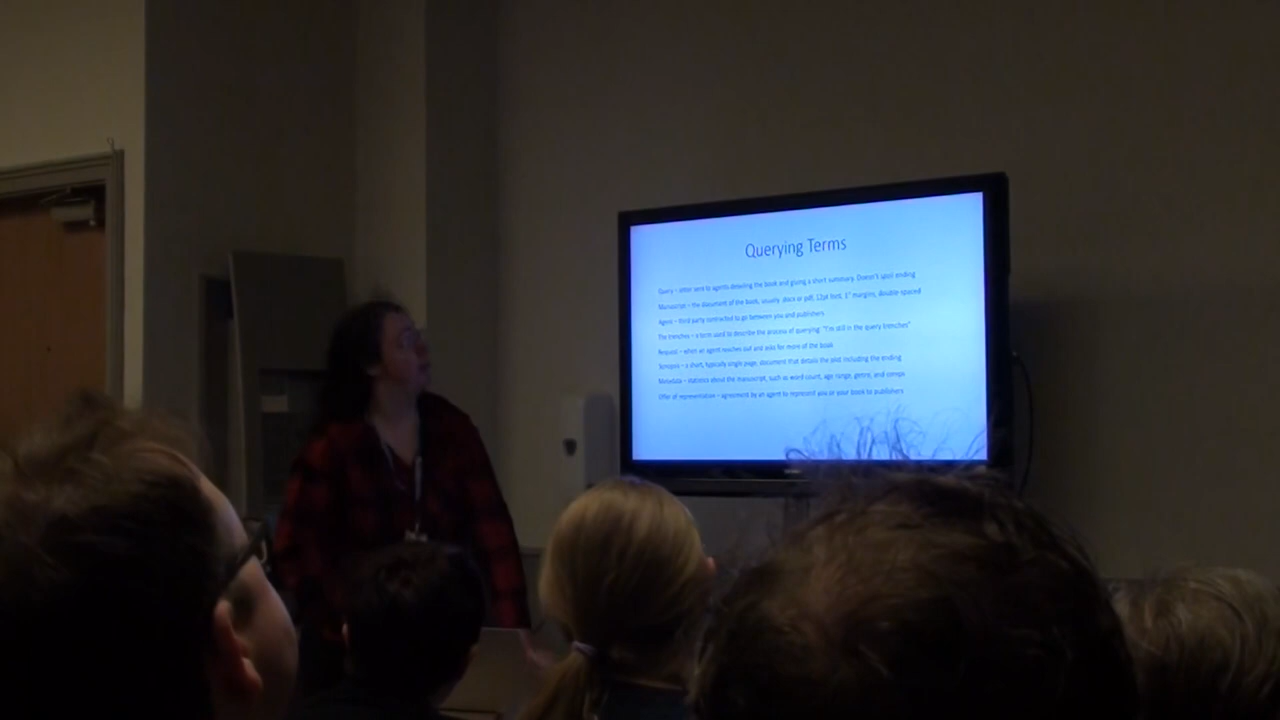 Querying Terms
Query – letter sent to agents detailing the book and giving a short summary. Doesn't spoil ending
Manuscript – the document of the book, usually .docx or pdf, 12pt font, 1" margins, double-spaced
Agent – third party contracted to go between you and publishers
The trenches – a term used to describe the process of querying. "I'm still in the query trenches"
Request – when an agent reaches out and asks for more of the book
Synopsis – a short, typically single page, document that details the plot including the ending
Metadata – statistics about the manuscript, such as word count, age range, genre, and comps
Offer of representation – agreement by an agent to represent you or your book to publishers